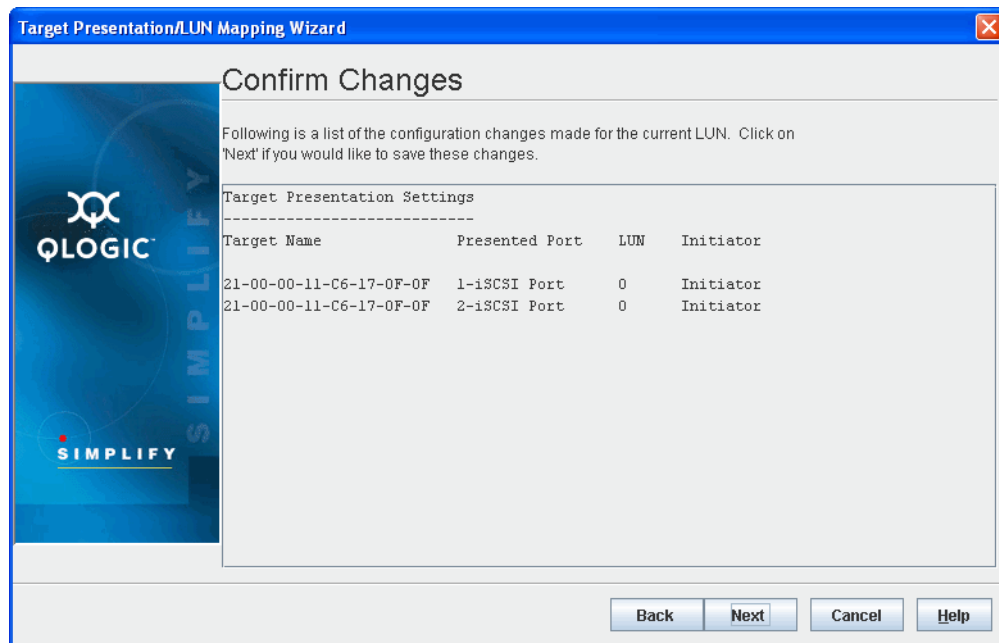 Target Presentation/LUN Mapping Wizard
Confirm Changes
Following is a list of the configuration changes made for the current LUN. Click on
'Next' if you would like to save these changes.
SIMPLIFY
QLOGIC
SIMPLIFY
Target Presentation Settings
----------------------------
Target Name Presented Port LUN Initiator
21-00-00-11-C6-17-0F-0F 1-iSCSI Port 0 Initiator
21-00-00-11-C6-17-0F-0F 2-iSCSI Port 0 Initiator
Back Next Cancel Help